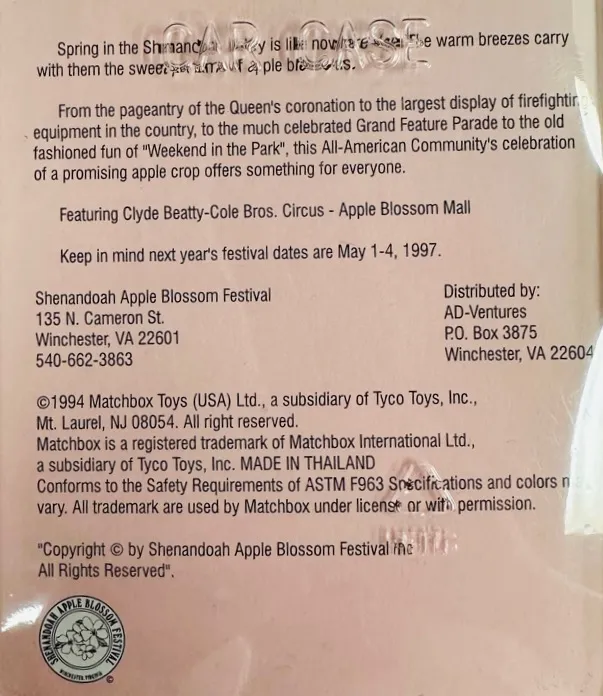 CAR CASE
Spring in the Shenandoah Valley is like nowhere else. The warm breezes carry
with them the sweet aroma of apple blossoms.
From the pageantry of the Queen's coronation to the largest display of firefighting
equipment in the country, to the much celebrated Grand Feature Parade to the old
fashioned fun of "Weekend in the Park", this All-American Community's celebration
of a promising apple crop offers something for everyone.
Featuring Clyde Beatty-Cole Bros. Circus - Apple Blossom Mall
Keep in mind next year's festival dates are May 1-4, 1997.
Shenandoah Apple Blossom Festival
135 N. Cameron St.
Winchester, VA 22601
540-662-3863
Distributed by:
AD-Ventures
P.O. Box 3875
Winchester, VA 22604
©1994 Matchbox Toys (USA) Ltd., a subsidiary of Tyco Toys, Inc.,
Mt. Laurel, NJ 08054. All right reserved.
Matchbox is a registered trademark of Matchbox International Ltd.,
a subsidiary of Tyco Toys, Inc. MADE IN THAILAND
Conforms to the Safety Requirements of ASTM F963 Specifications and colors m
vary. All trademark are used by Matchbox under license or with permission.
"Copyright © by Shenandoah Apple Blossom Festival Inc
All Rights Reserved".
SHENANDOAH APPLE BLOSSOM FESTIVAL
WINCHESTER, VIRGINIA
©